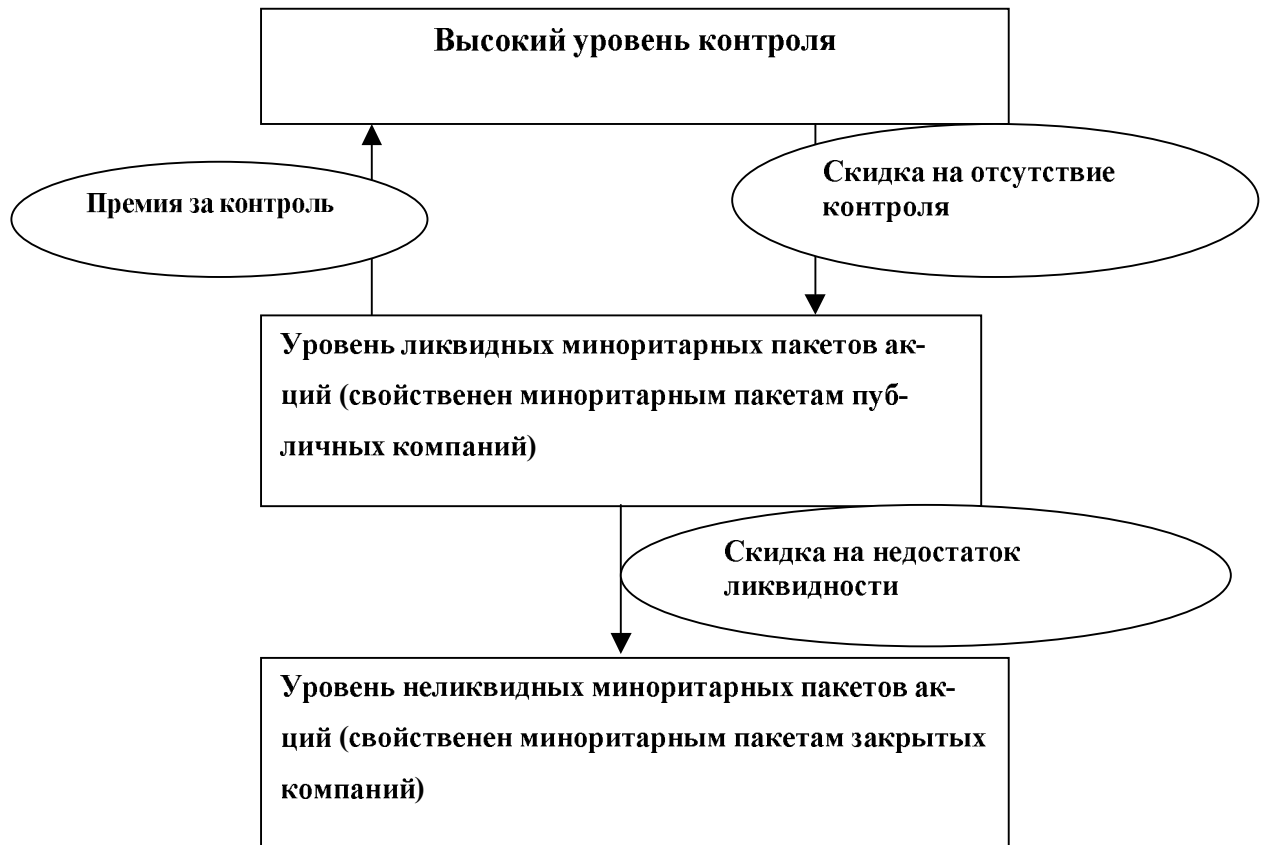 Высокий уровень контроля
Премия за контроль
Скидка на отсутствие
контроля
Уровень ликвидных миноритарных пакетов ак-
ций (свойственен миноритарным пакетам пуб-
личных компаний)
Скидка на недостаток
ликвидности
Уровень неликвидных миноритарных пакетов ак-
ций (свойственен миноритарным пакетам закрытых
компаний)